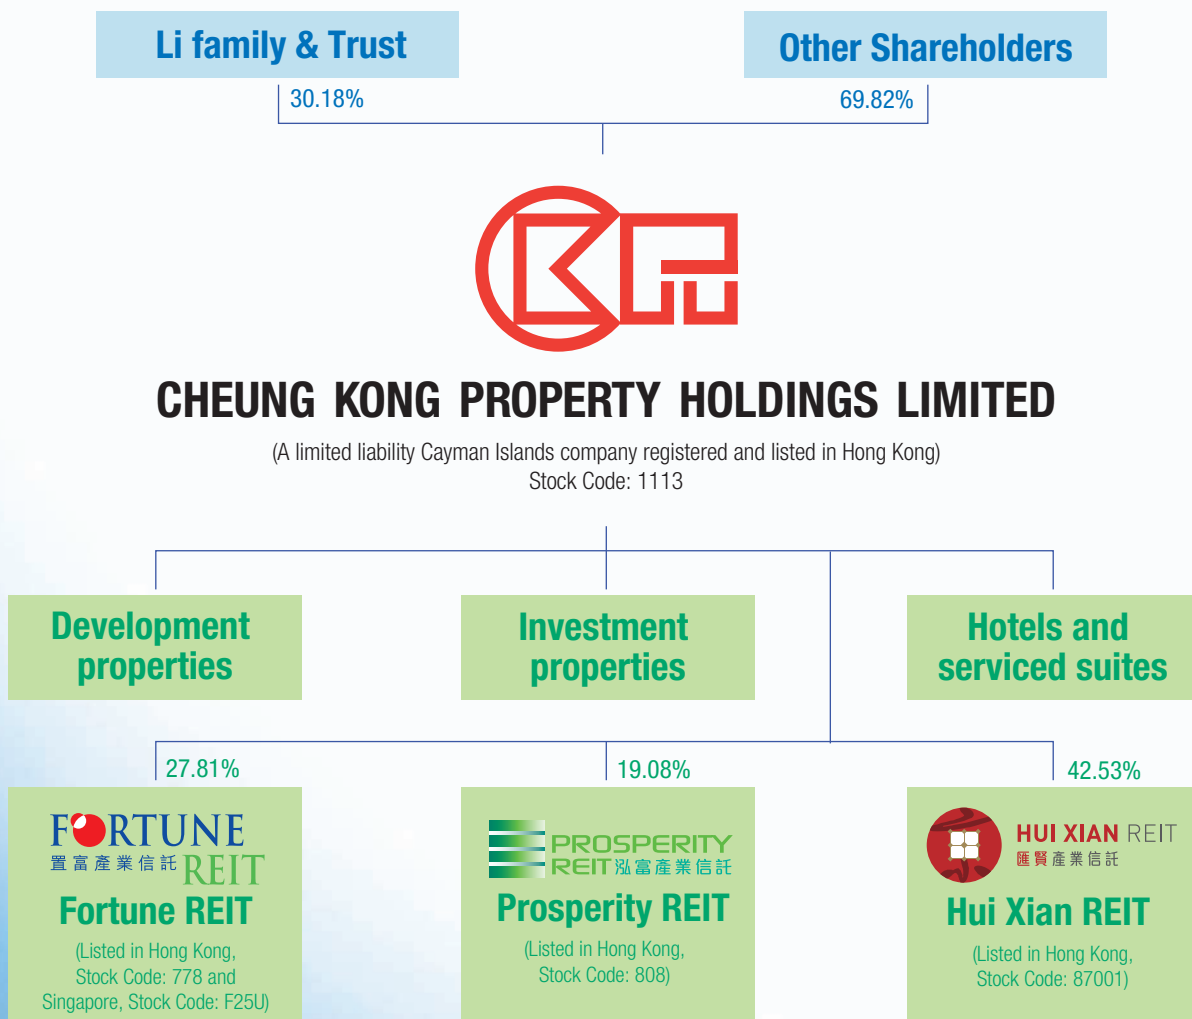 Li family & Trust
Other Shareholders
30.18%
69.82%
CHEUNG KONG PROPERTY HOLDINGS LIMITED
(A limited liability Cayman Islands company registered and listed in Hong Kong)
Stock Code: 1113
Development
properties
Investment
properties
Hotels and
serviced suites
27.81%
19.08%
42.53%
FORTUNE
置富產業信託 REIT
Fortune REIT
(Listed in Hong Kong,
Stock Code: 778 and
Singapore, Stock Code: F25U)
PROSPERITY
REIT 泓富產業信託
Prosperity REIT
(Listed in Hong Kong,
Stock Code: 808)
HUI XIAN REIT
匯賢產業信託
Hui Xian REIT
(Listed in Hong Kong,
Stock Code: 87001)